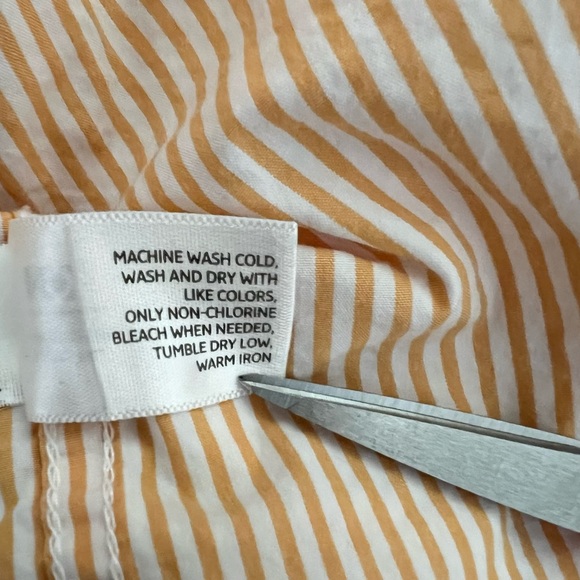 MACHINE WASH COLD,
WASH AND DRY WITH
LIKE COLORS,
ONLY NON-CHLORINE
BLEACH WHEN NEEDED,
TUMBLE DRY LOW,
WARM IRON